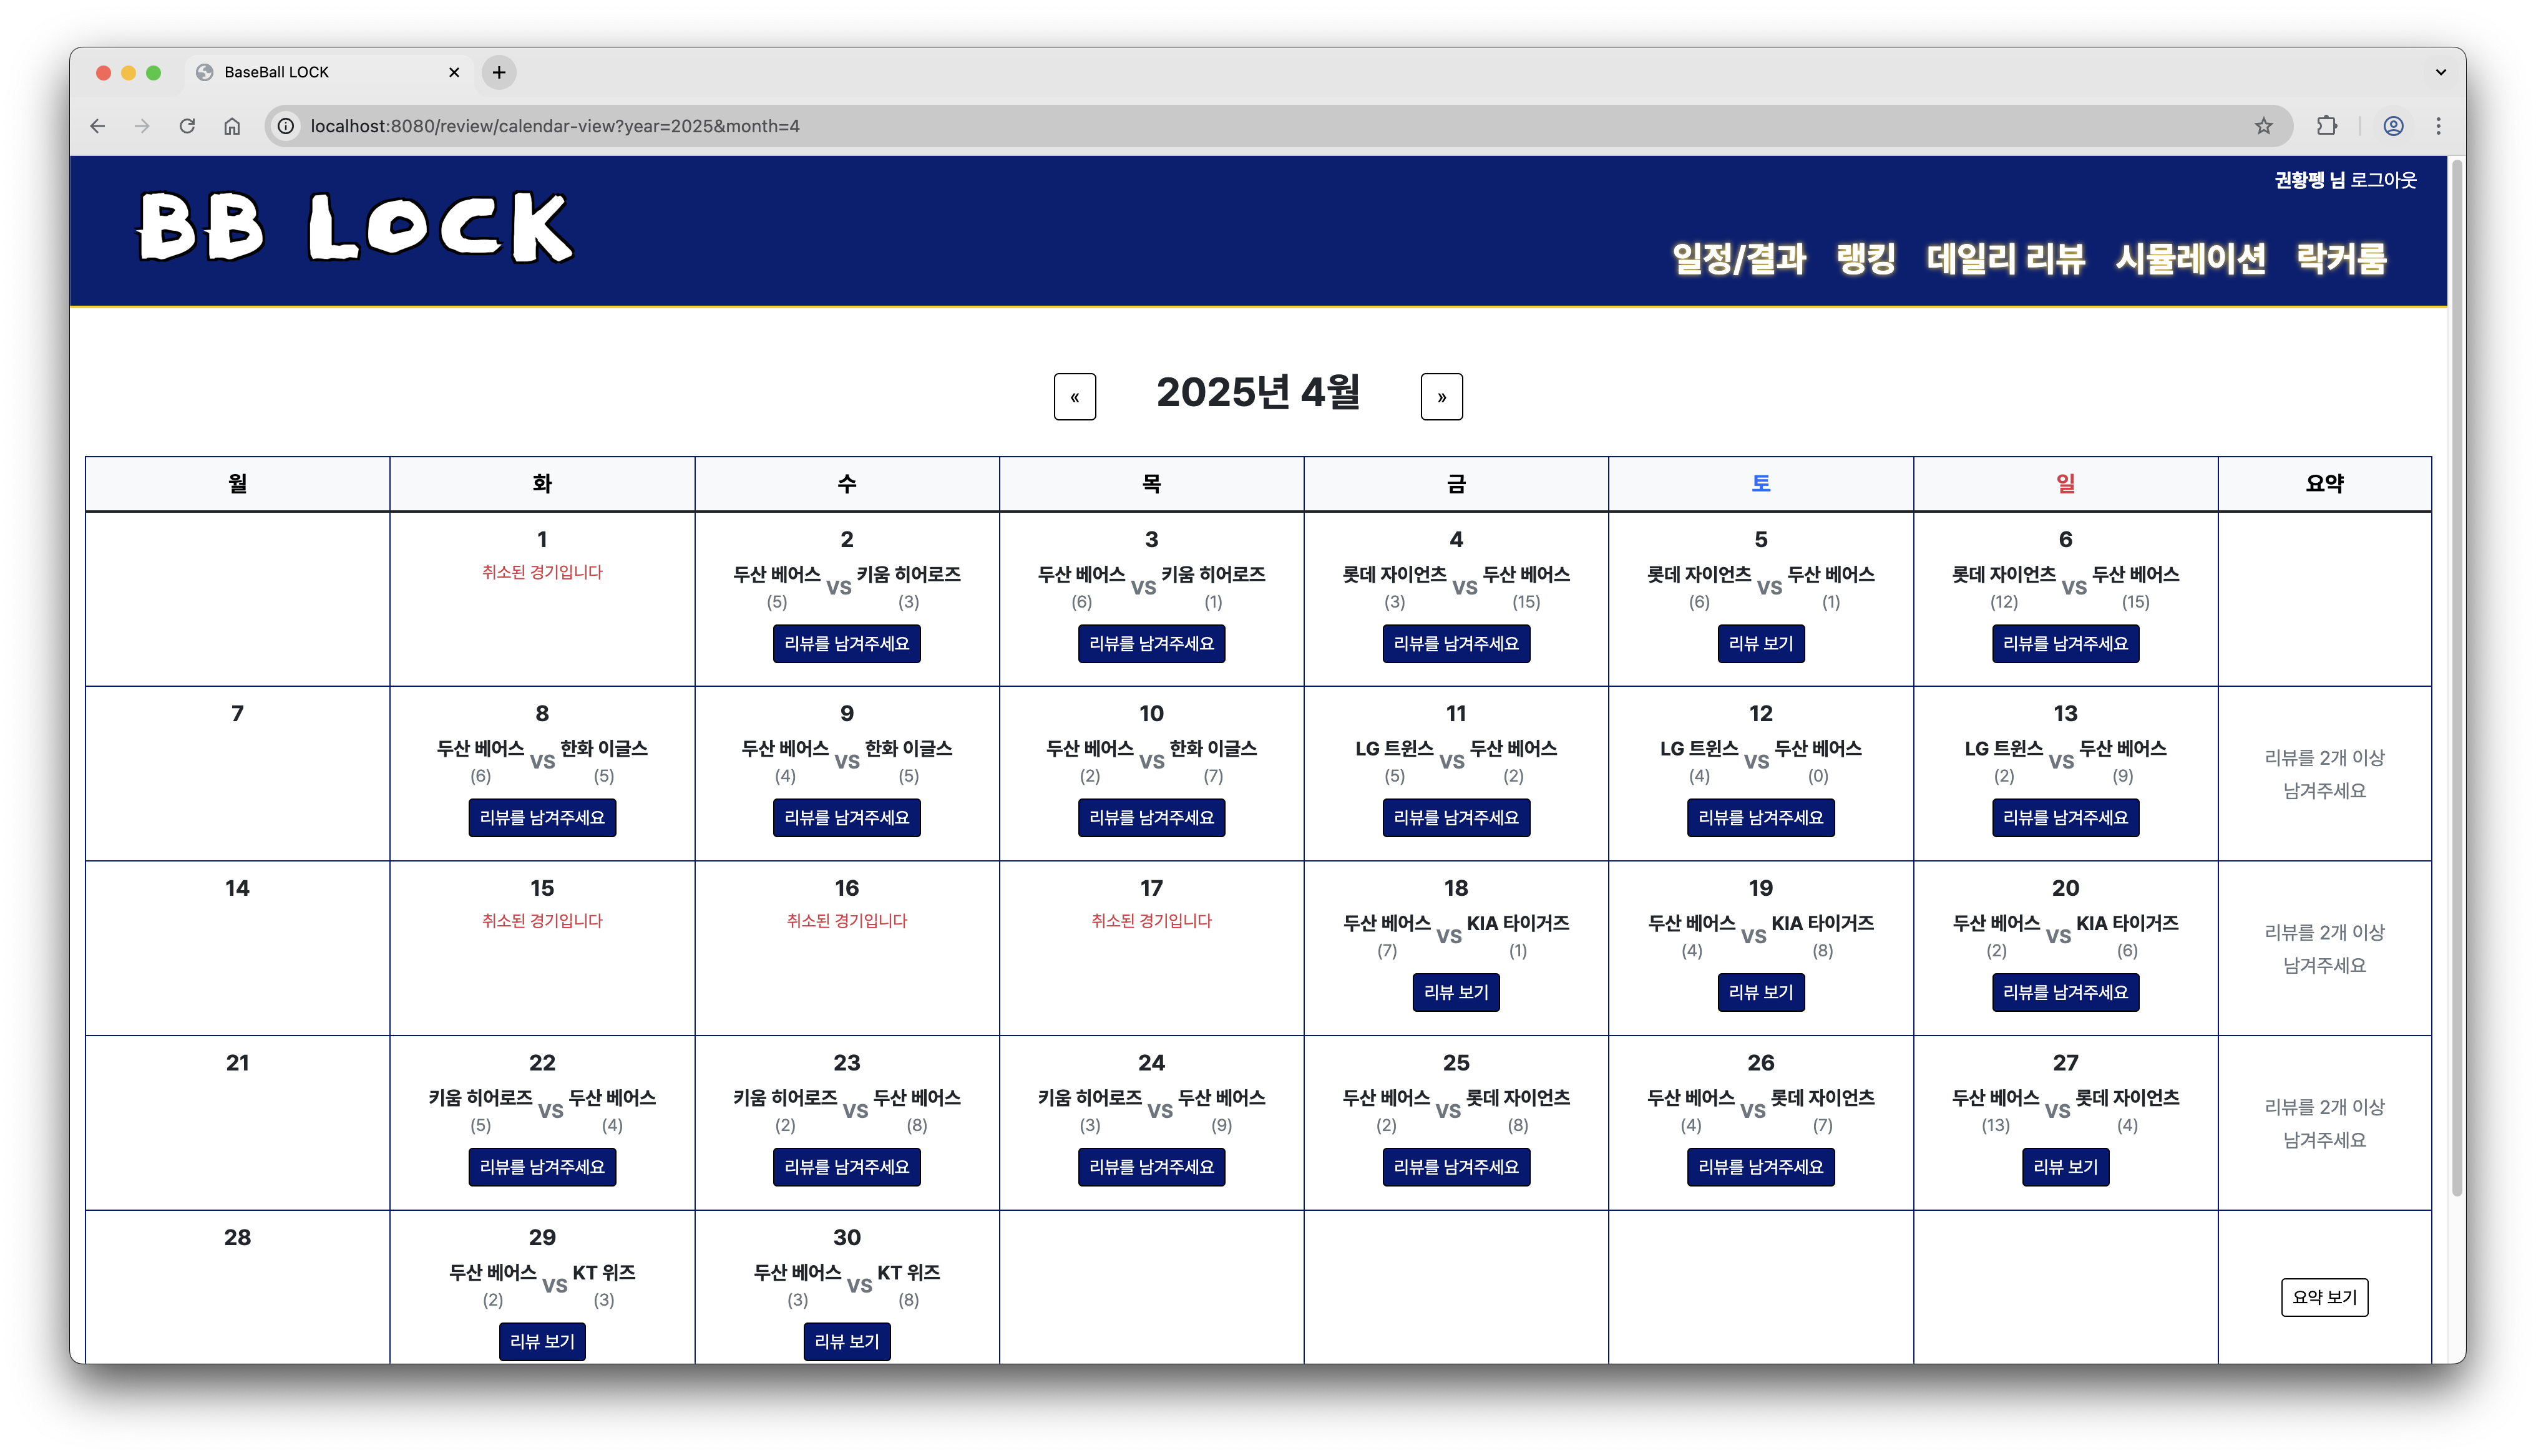 BaseBall LOCK
localhost:8080/review/calendar-view?year=2025&month=4
권황펭 님 로그아웃
BB LOCK
일정/결과 랭킹 데일리 리뷰 시뮬레이션 락커룸
« 2025년 4월 »
월 화 수 목 금 토 일 요약
1 2 3 4 5 6
취소된 경기입니다 두산 베어스 VS 키움 히어로즈 두산 베어스 VS 키움 히어로즈 롯데 자이언츠 VS 두산 베어스 롯데 자이언츠 VS 두산 베어스 롯데 자이언츠 VS 두산 베어스
(5) (3) (6) (1) (3) (15) (6) (1) (12) (15)
리뷰를 남겨주세요 리뷰를 남겨주세요 리뷰를 남겨주세요 리뷰 보기 리뷰를 남겨주세요
7 8 9 10 11 12 13
두산 베어스 VS 한화 이글스 두산 베어스 VS 한화 이글스 두산 베어스 VS 한화 이글스 LG 트윈스 VS 두산 베어스 LG 트윈스 VS 두산 베어스 LG 트윈스 VS 두산 베어스 리뷰를 2개 이상
(6) (5) (4) (5) (2) (7) (5) (2) (4) (0) (2) (9) 남겨주세요
리뷰를 남겨주세요 리뷰를 남겨주세요 리뷰를 남겨주세요 리뷰를 남겨주세요 리뷰를 남겨주세요 리뷰를 남겨주세요
14 15 16 17 18 19 20
취소된 경기입니다 취소된 경기입니다 취소된 경기입니다 두산 베어스 VS KIA 타이거즈 두산 베어스 VS KIA 타이거즈 두산 베어스 VS KIA 타이거즈 리뷰를 2개 이상
(7) (1) (4) (8) (2) (6) 남겨주세요
리뷰 보기 리뷰 보기 리뷰를 남겨주세요
21 22 23 24 25 26 27
키움 히어로즈 VS 두산 베어스 키움 히어로즈 VS 두산 베어스 키움 히어로즈 VS 두산 베어스 두산 베어스 VS 롯데 자이언츠 두산 베어스 VS 롯데 자이언츠 두산 베어스 VS 롯데 자이언츠 리뷰를 2개 이상
(5) (4) (2) (8) (3) (9) (2) (8) (4) (7) (13) (4) 남겨주세요
리뷰를 남겨주세요 리뷰를 남겨주세요 리뷰를 남겨주세요 리뷰를 남겨주세요 리뷰를 남겨주세요 리뷰 보기
28 29 30
두산 베어스 VS KT 위즈 두산 베어스 VS KT 위즈
(2) (3) (3) (8) 요약 보기
리뷰 보기 리뷰 보기